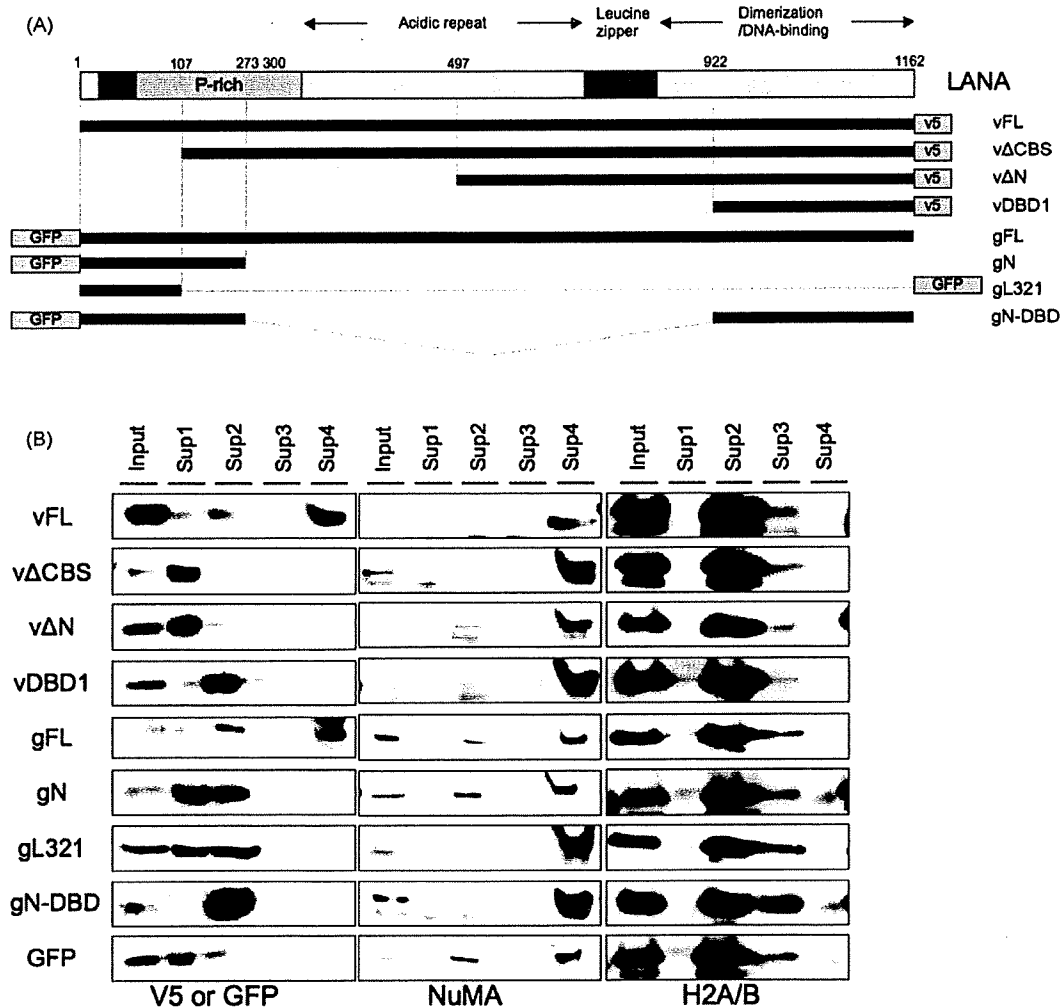 (A)
Acidic repeat
Leucine zipper
Dimerization /DNA-binding
1 107 273 300 497 922 1162
P-rich
LANA
v5 vFL
v5 vΔCBS
v5 vΔN
v5 vDBD1
GFP gFL
GFP gN
GFP gL321
GFP gN-DBD
(B)
Input Sup1 Sup2 Sup3 Sup4 Input Sup1 Sup2 Sup3 Sup4 Input Sup1 Sup2 Sup3 Sup4
vFL
vΔCBS
vΔN
vDBD1
gFL
gN
gL321
gN-DBD
GFP
V5 or GFP NuMA H2A/B